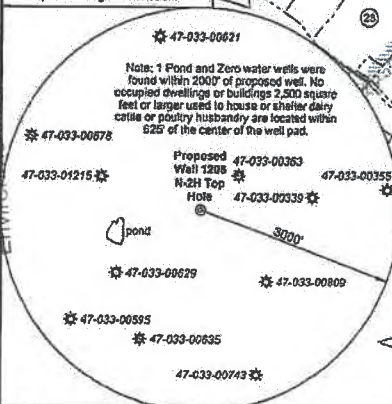 28
47-033-00621
Note: 1 Pond and Zero water wells were
found within 2000' of proposed well. No
occupied dwellings or buildings 2,500 square
feet or larger used to house or shelter dairy
cattle or poultry husbandry are located within
625' of the center of the well pad.
47-033-00678
Proposed
Well 1206
N-2H Top
Hole
47-033-00363
47-033-01215
47-033-00355
47-033-00339
pond
3000'
47-033-00629
47-033-00809
47-033-00595
47-033-00635
47-033-00743